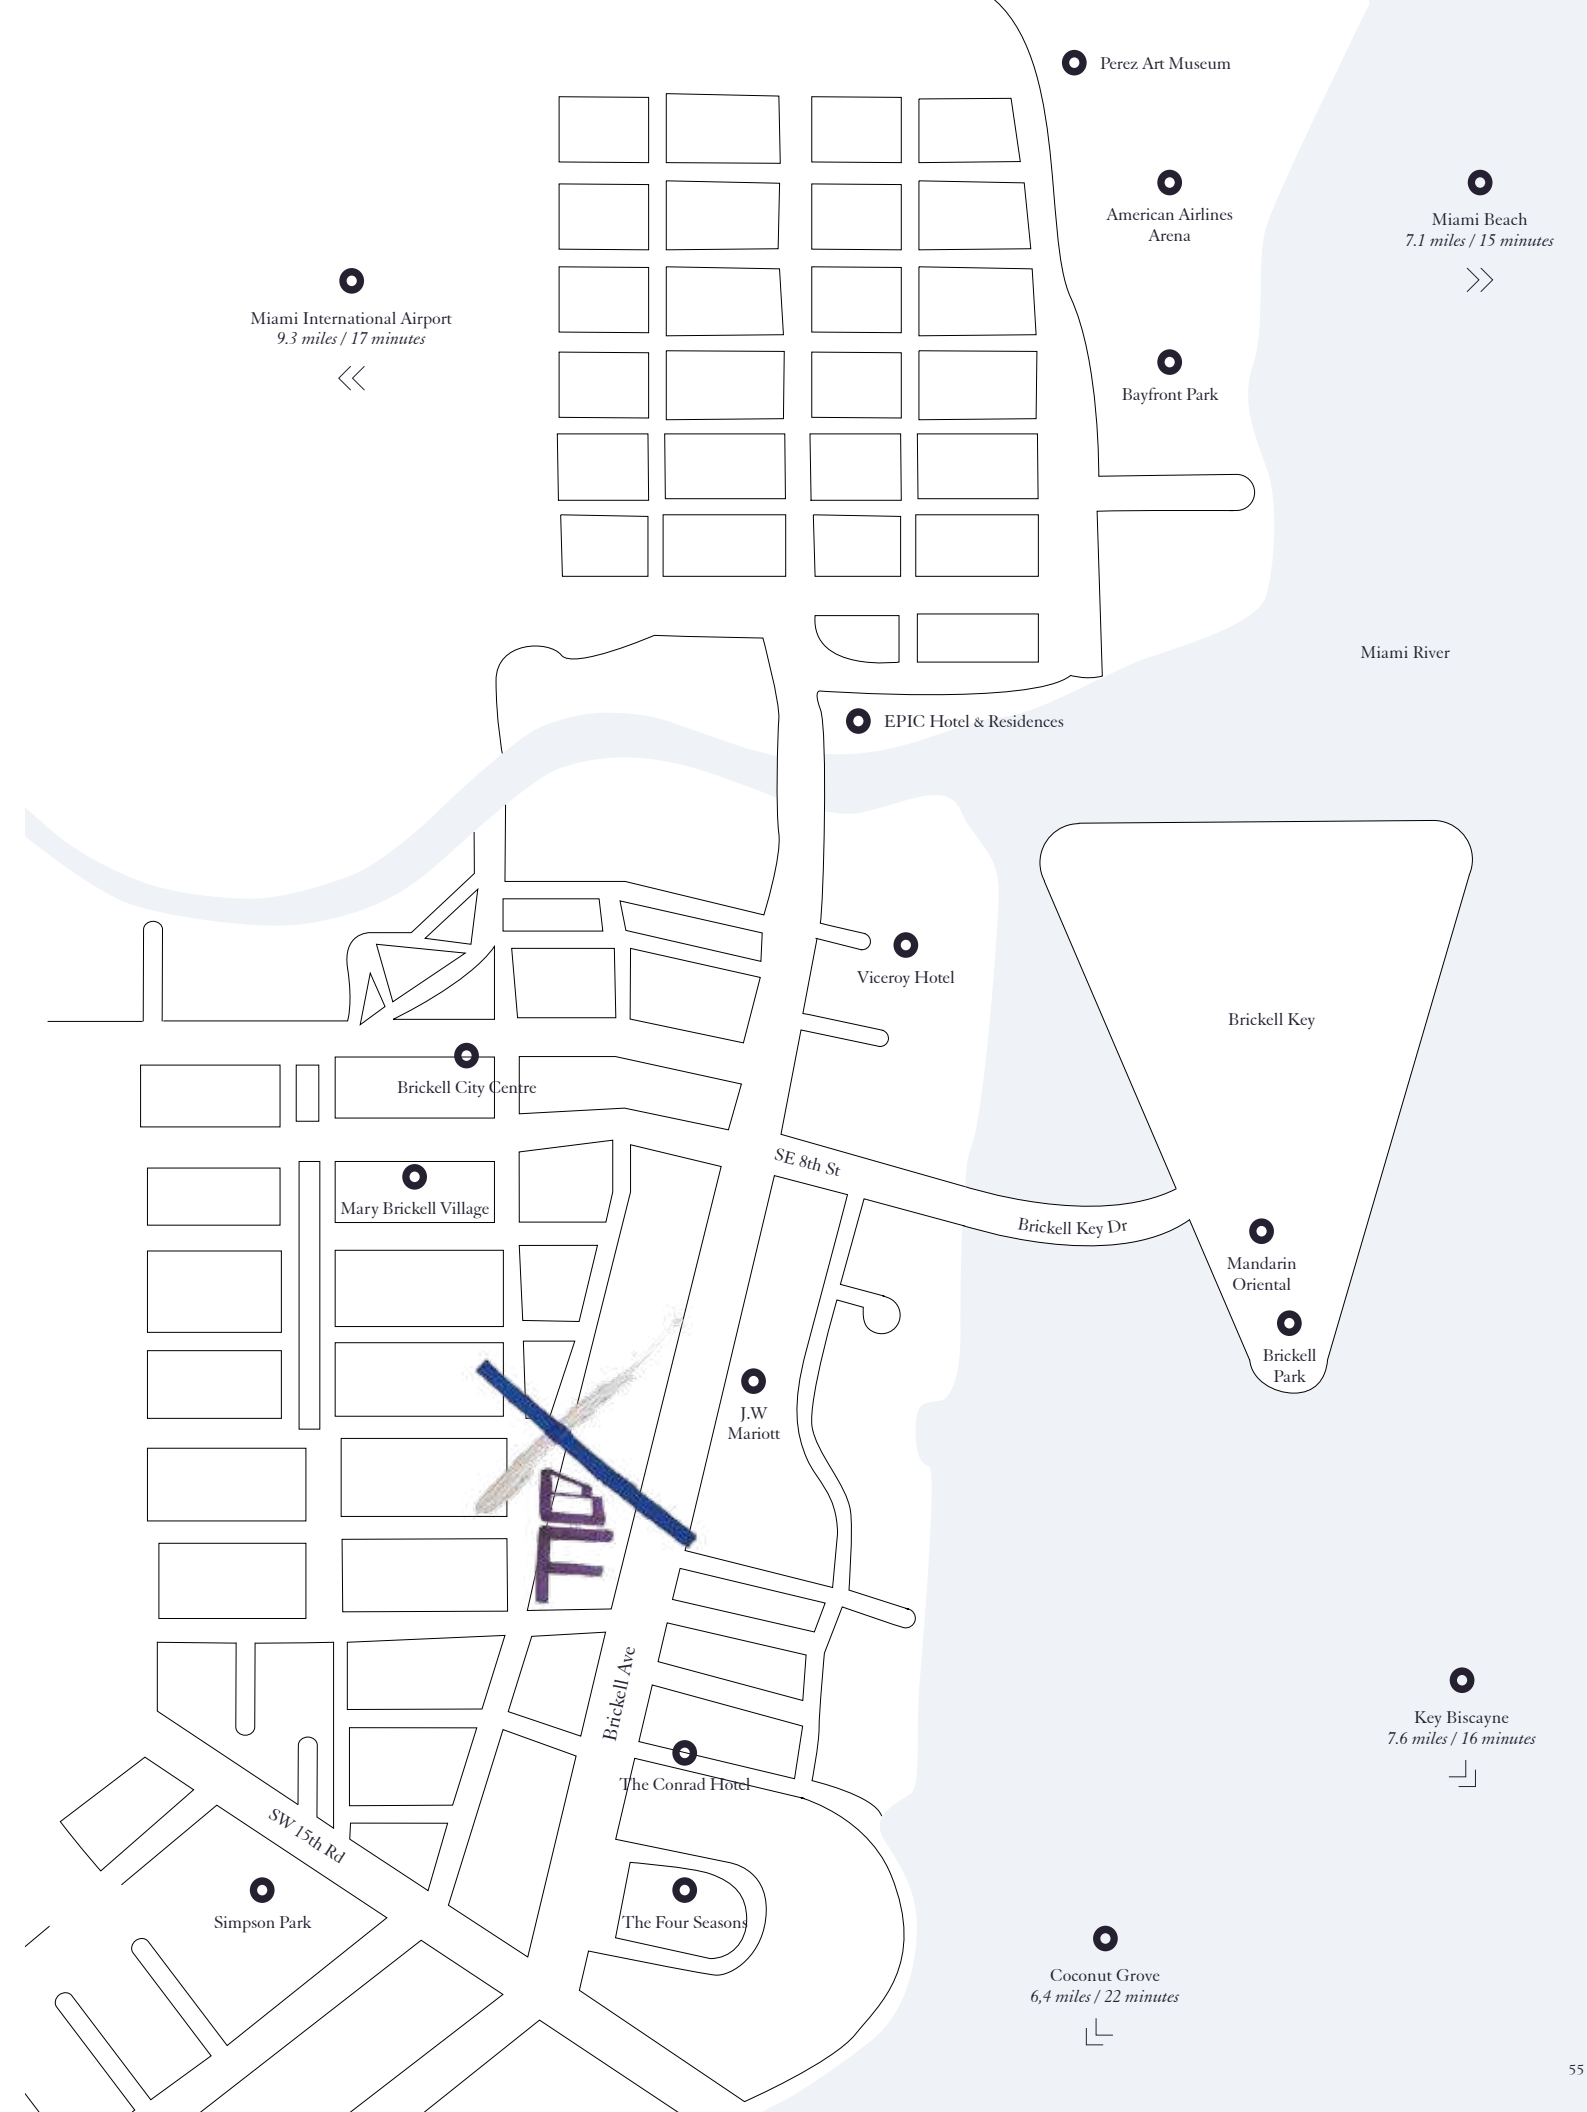 Perez Art Museum
American Airlines
Arena
Miami Beach
7.1 miles / 15 minutes
Miami International Airport
9.3 miles / 17 minutes
Bayfront Park
Miami River
EPIC Hotel & Residences
Viceroy Hotel
Brickell Key
Brickell City Centre
SE 8th St
Mary Brickell Village
Brickell Key Dr
Mandarin
Oriental
Brickell
Park
J.W
Mariott
Brickell Ave
Key Biscayne
7.6 miles / 16 minutes
The Conrad Hotel
SW 15th Rd
Simpson Park
The Four Seasons
Coconut Grove
6,4 miles / 22 minutes
55